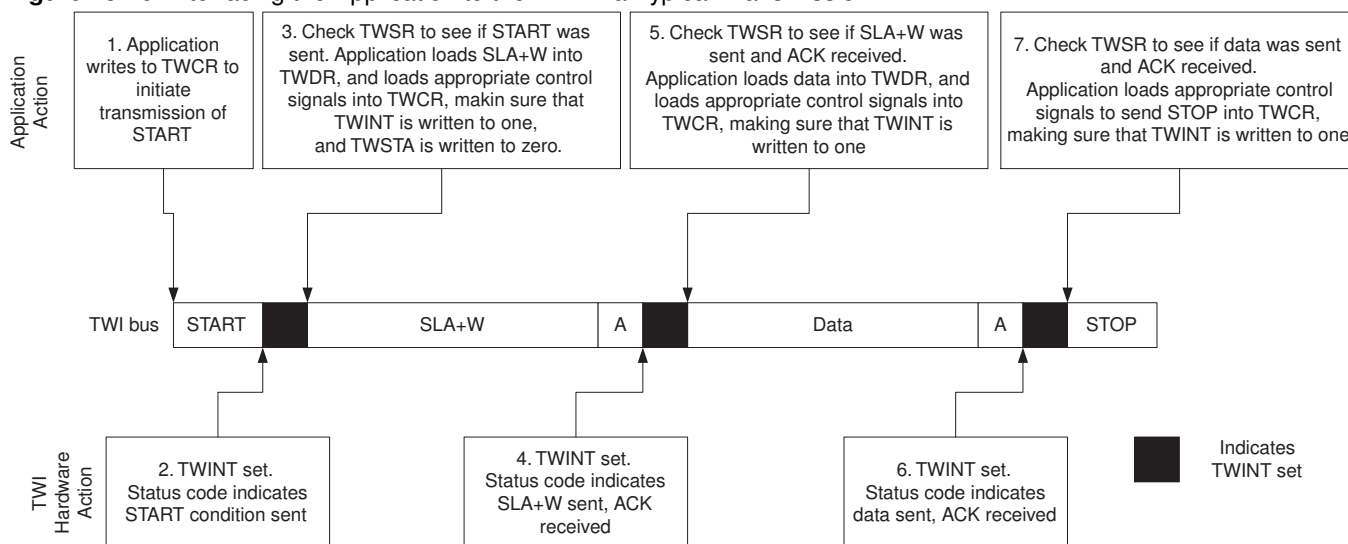 Application
Action
1. Application
writes to TWCR to
initiate
transmission of
START
3. Check TWSR to see if START was
sent. Application loads SLA+W into
TWDR, and loads appropriate control
signals into TWCR, makin sure that
TWINT is written to one,
and TWSTA is written to zero.
5. Check TWSR to see if SLA+W was
sent and ACK received.
Application loads data into TWDR, and
loads appropriate control signals into
TWCR, making sure that TWINT is
written to one
7. Check TWSR to see if data was sent
and ACK received.
Application loads appropriate control
signals to send STOP into TWCR,
making sure that TWINT is written to one
TWI bus
START
SLA+W
A
Data
A
STOP
TWI
Hardware
Action
2. TWINT set.
Status code indicates
START condition sent
4. TWINT set.
Status code indicates
SLA+W sent, ACK
received
6. TWINT set.
Status code indicates
data sent, ACK received
Indicates
TWINT set